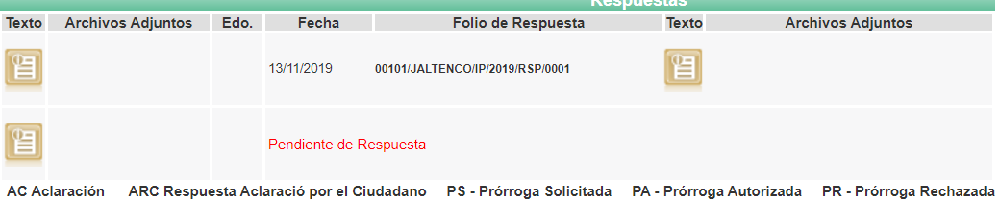 Respuestas
Texto Archivos Adjuntos Edo. Fecha Folio de Respuesta Texto Archivos Adjuntos
13/11/2019 00101/JALTENCO/IP/2019/RSP/0001
Pendiente de Respuesta
AC Aclaración ARC Respuesta Aclaració por el Ciudadano PS - Prórroga Solicitada PA - Prórroga Autorizada PR - Prórroga Rechazada